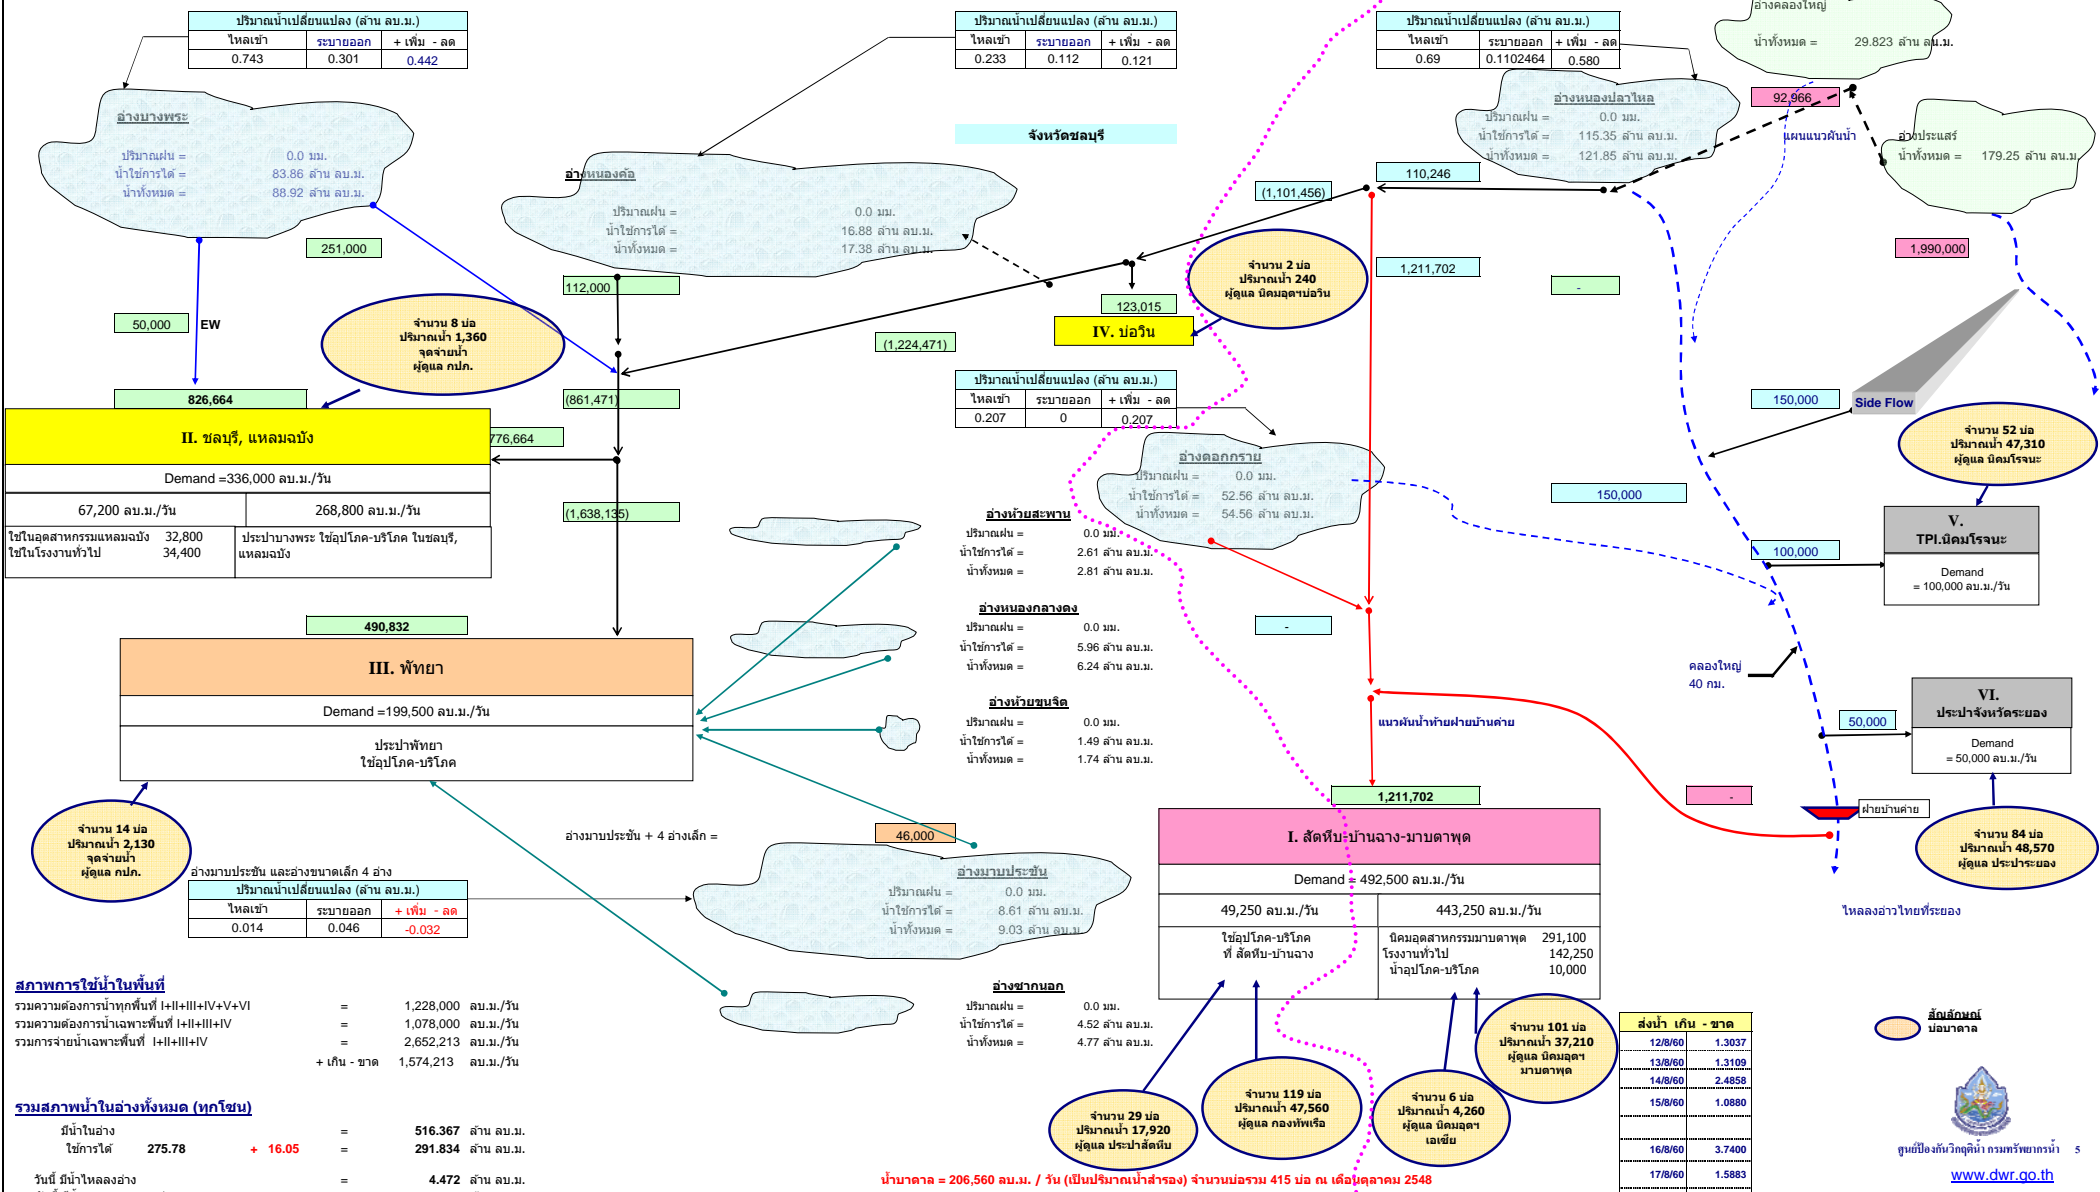 ปริมาณน้ำเปลี่ยนแปลง (ล้าน ลบ.ม.)
ไหลเข้า ระบายออก + เพิ่ม - ลด
0.743 0.301 0.442
ปริมาณน้ำเปลี่ยนแปลง (ล้าน ลบ.ม.)
ไหลเข้า ระบายออก + เพิ่ม - ลด
0.233 0.112 0.121
ปริมาณน้ำเปลี่ยนแปลง (ล้าน ลบ.ม.)
ไหลเข้า ระบายออก + เพิ่ม - ลด
0.69 0.1102464 0.580
อ่างคลองใหญ่
น้ำทั้งหมด = 29.823 ล้าน ลบ.ม.
อ่างบางพระ
ปริมาณฝน = 0.0 มม.
น้ำใช้การได้ = 83.86 ล้าน ลบ.ม.
น้ำทั้งหมด = 88.92 ล้าน ลบ.ม.
จังหวัดชลบุรี
อ่างหนองค้อ
ปริมาณฝน = 0.0 มม.
น้ำใช้การได้ = 16.88 ล้าน ลบ.ม.
น้ำทั้งหมด = 17.38 ล้าน ลบ.ม.
อ่างหนองปลาไหล
ปริมาณฝน = 0.0 มม.
น้ำใช้การได้ = 115.35 ล้าน ลบ.ม.
น้ำทั้งหมด = 121.85 ล้าน ลบ.ม.
92,966
แผนแนวผันน้ำ
อ่างประแสร์
น้ำทั้งหมด = 179.25 ล้าน ลบ.ม.
110,246
(1,101,456)
251,000
1,990,000
1,211,702
-
จำนวน 2 บ่อ
ปริมาณน้ำ 240
ผู้ดูแล นิคมอุตฯบ่อวิน
112,000
123,015
IV. บ่อวิน
50,000 EW
จำนวน 8 บ่อ
ปริมาณน้ำ 1,360
จุดจ่ายน้ำ
ผู้ดูแล กปภ.
(1,224,471)
ปริมาณน้ำเปลี่ยนแปลง (ล้าน ลบ.ม.)
ไหลเข้า ระบายออก + เพิ่ม - ลด
0.207 0 0.207
826,664
(861,471)
150,000
Side Flow
II. ชลบุรี, แหลมฉบัง
776,664
Demand =336,000 ลบ.ม./วัน
67,200 ลบ.ม./วัน 268,800 ลบ.ม./วัน
ใช้ในอุตสาหกรรมแหลมฉบัง 32,800
ใช้ในโรงงานทั่วไป 34,400
ประปาบางพระ ใช้อุปโภค-บริโภค ในชลบุรี,
แหลมฉบัง
(1,638,135)
จำนวน 52 บ่อ
ปริมาณน้ำ 47,310
ผู้ดูแล นิคมโรจนะ
อ่างดอกกราย
ปริมาณฝน = 0.0 มม.
น้ำใช้การได้ = 52.56 ล้าน ลบ.ม.
น้ำทั้งหมด = 54.56 ล้าน ลบ.ม.
150,000
อ่างห้วยสะพาน
ปริมาณฝน = 0.0 มม.
น้ำใช้การได้ = 2.61 ล้าน ลบ.ม.
น้ำทั้งหมด = 2.81 ล้าน ลบ.ม.
V.
TPI.นิคมโรจนะ
100,000
Demand
= 100,000 ลบ.ม./วัน
อ่างหนองกลางดง
ปริมาณฝน = 0.0 มม.
น้ำใช้การได้ = 5.96 ล้าน ลบ.ม.
น้ำทั้งหมด = 6.24 ล้าน ลบ.ม.
-
490,832
III. พัทยา
Demand =199,500 ลบ.ม./วัน
ประปาพัทยา
ใช้อุปโภค-บริโภค
คลองใหญ่
40 กม.
VI.
ประปาจังหวัดระยอง
50,000
Demand
= 50,000 ลบ.ม./วัน
อ่างห้วยขุนจิต
ปริมาณฝน = 0.0 มม.
น้ำใช้การได้ = 1.49 ล้าน ลบ.ม.
น้ำทั้งหมด = 1.74 ล้าน ลบ.ม.
แนวผันน้ำท้ายฝายบ้านค่าย
1,211,702
-
ฝายบ้านค่าย
จำนวน 14 บ่อ
ปริมาณน้ำ 2,130
จุดจ่ายน้ำ
ผู้ดูแล กปภ.
อ่างมาบประชัน + 4 อ่างเล็ก = 46,000
I. สัตหีบ-บ้านฉาง-มาบตาพุด
Demand = 492,500 ลบ.ม./วัน
49,250 ลบ.ม./วัน 443,250 ลบ.ม./วัน
ใช้อุปโภค-บริโภค
ที่ สัตหีบ-บ้านฉาง
นิคมอุตสาหกรรมมาบตาพุด 291,100
โรงงานทั่วไป 142,250
น้ำอุปโภค-บริโภค 10,000
จำนวน 84 บ่อ
ปริมาณน้ำ 48,570
ผู้ดูแล ประปาระยอง
ไหลลงอ่าวไทยที่ระยอง
อ่างมาบประชัน และอ่างขนาดเล็ก 4 อ่าง
ปริมาณน้ำเปลี่ยนแปลง (ล้าน ลบ.ม.)
ไหลเข้า ระบายออก + เพิ่ม - ลด
0.014 0.046 -0.032
อ่างมาบประชัน
ปริมาณฝน = 0.0 มม.
น้ำใช้การได้ = 8.61 ล้าน ลบ.ม.
น้ำทั้งหมด = 9.03 ล้าน ลบ.ม.
อ่างซากนอก
ปริมาณฝน = 0.0 มม.
น้ำใช้การได้ = 4.52 ล้าน ลบ.ม.
น้ำทั้งหมด = 4.77 ล้าน ลบ.ม.
สภาพการใช้น้ำในพื้นที่
รวมความต้องการน้ำทุกพื้นที่ I+II+III+IV+V+VI = 1,228,000 ลบ.ม./วัน
รวมความต้องการน้ำเฉพาะพื้นที่ I+II+III+IV = 1,078,000 ลบ.ม./วัน
รวมการจ่ายน้ำเฉพาะพื้นที่ I+II+III+IV = 2,652,213 ลบ.ม./วัน
+ เกิน - ขาด 1,574,213 ลบ.ม./วัน
รวมสภาพน้ำในอ่างทั้งหมด (ทุกโซน)
มีน้ำในอ่าง = 516.367 ล้าน ลบ.ม.
ใช้การได้ 275.78 + 16.05 = 291.834 ล้าน ลบ.ม.
วันนี้ มีน้ำไหลลงอ่าง = 4.472 ล้าน ลบ.ม.
จำนวน 29 บ่อ
ปริมาณน้ำ 17,920
ผู้ดูแล ประปาสัตหีบ
จำนวน 119 บ่อ
ปริมาณน้ำ 47,560
ผู้ดูแล กองทัพเรือ
จำนวน 6 บ่อ
ปริมาณน้ำ 4,260
ผู้ดูแล นิคมอุตฯ
เอเซีย
จำนวน 101 บ่อ
ปริมาณน้ำ 37,210
ผู้ดูแล นิคมอุตฯ
มาบตาพุด
ส่งน้ำ เกิน - ขาด
12/8/60 1.3037
13/8/60 1.3109
14/8/60 2.4858
15/8/60 1.0880
16/8/60 3.7400
17/8/60 1.5883
สัญลักษณ์
บ่อบาดาล
ศูนย์ป้องกันวิกฤติน้ำ กรมทรัพยากรน้ำ 5
www.dwr.go.th
น้ำบาดาล = 206,560 ลบ.ม. / วัน (เป็นปริมาณน้ำสำรอง) จำนวนบ่อรวม 415 บ่อ ณ เดือนตุลาคม 2548